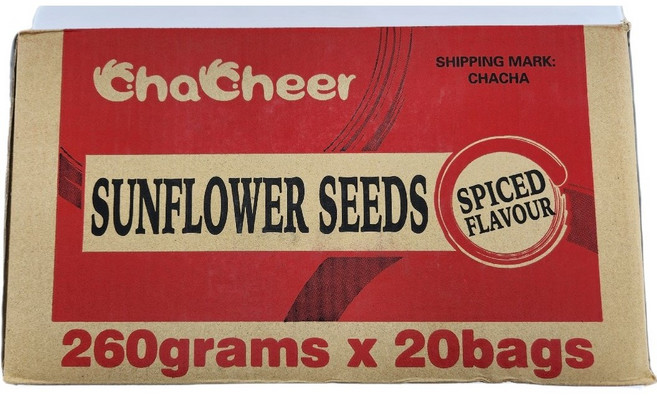 ChaCheer
SHIPPING MARK:
CHACHA
SUNFLOWER SEEDS
SPICED
FLAVOUR
260grams x 20bags